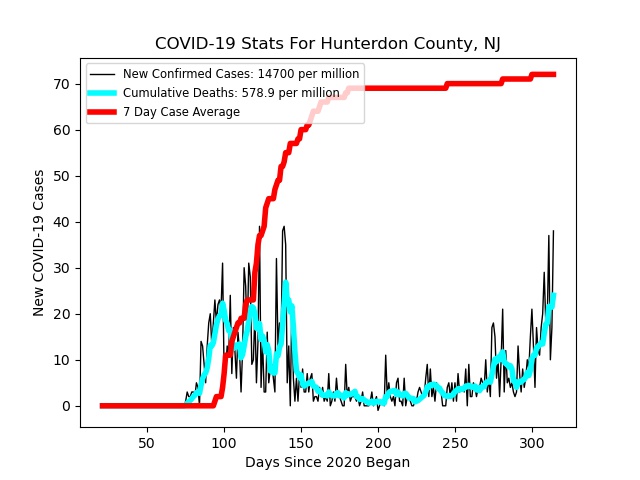 COVID-19 Stats For Hunterdon County, NJ
New Confirmed Cases: 14700 per million
Cumulative Deaths: 578.9 per million
7 Day Case Average
New COVID-19 Cases
70
60
50
40
30
20
10
0
50 100 150 200 250 300
Days Since 2020 Began